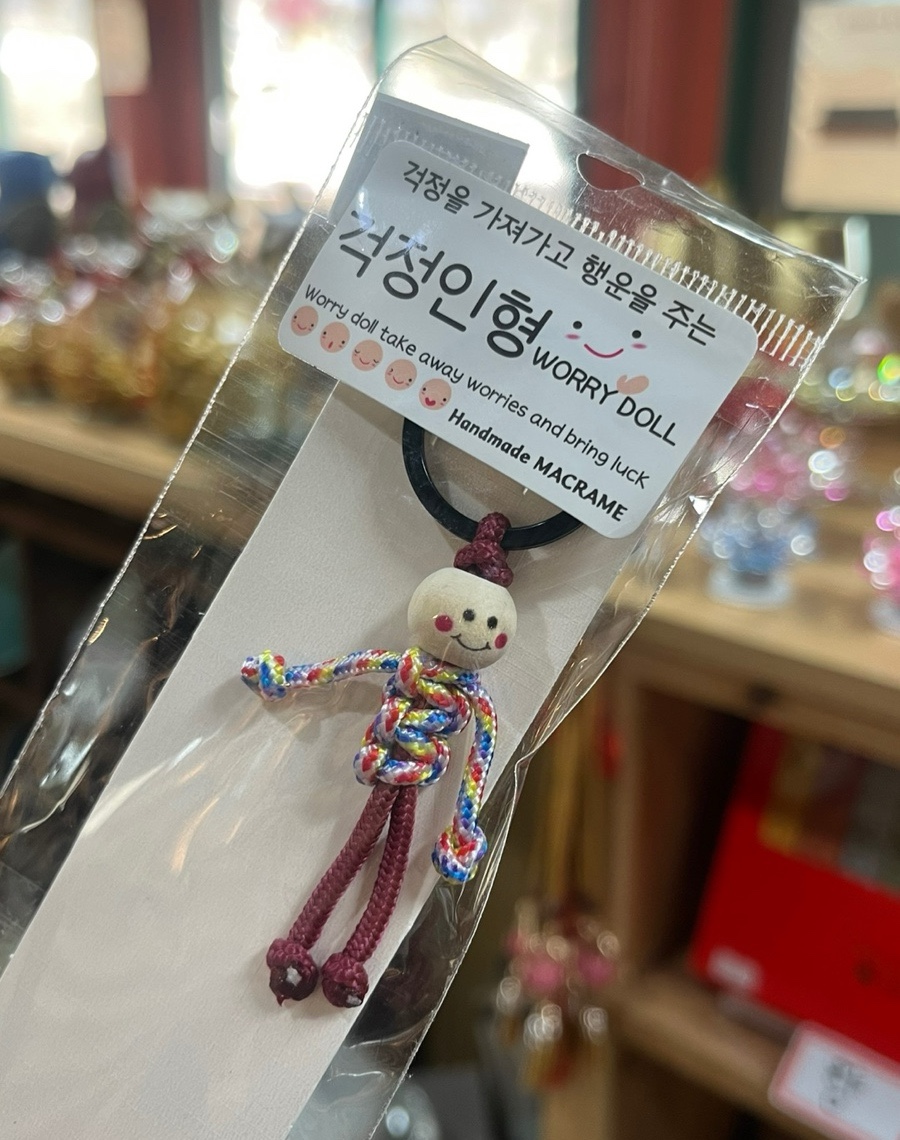 걱정을 가져가고 행운을 주는
걱정인형 WORRY DOLL
Worry doll take away worries and bring luck
Handmade MACRAME